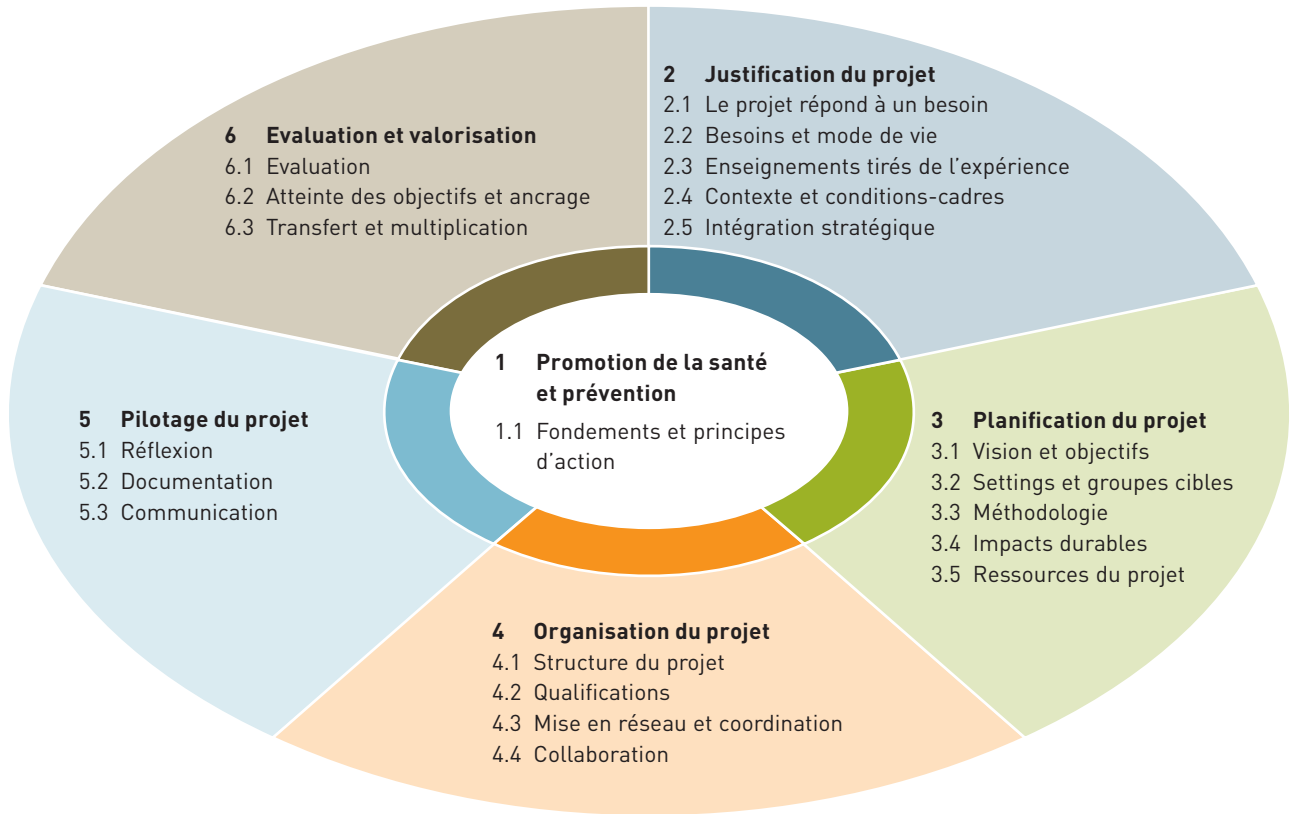 1 Promotion de la santé
et prévention
1.1 Fondements et principes
d’action
2 Justification du projet
2.1 Le projet répond à un besoin
2.2 Besoins et mode de vie
2.3 Enseignements tirés de l’expérience
2.4 Contexte et conditions-cadres
2.5 Intégration stratégique
3 Planification du projet
3.1 Vision et objectifs
3.2 Settings et groupes cibles
3.3 Méthodologie
3.4 Impacts durables
3.5 Ressources du projet
4 Organisation du projet
4.1 Structure du projet
4.2 Qualifications
4.3 Mise en réseau et coordination
4.4 Collaboration
5 Pilotage du projet
5.1 Réflexion
5.2 Documentation
5.3 Communication
6 Evaluation et valorisation
6.1 Evaluation
6.2 Atteinte des objectifs et ancrage
6.3 Transfert et multiplication